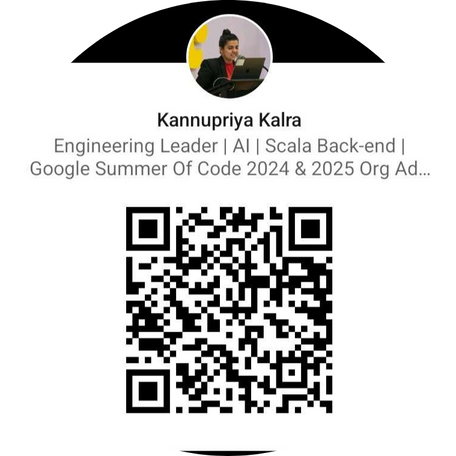 Kannupriya Kalra
Engineering Leader | AI | Scala Back-end |
Google Summer Of Code 2024 & 2025 Org Ad...